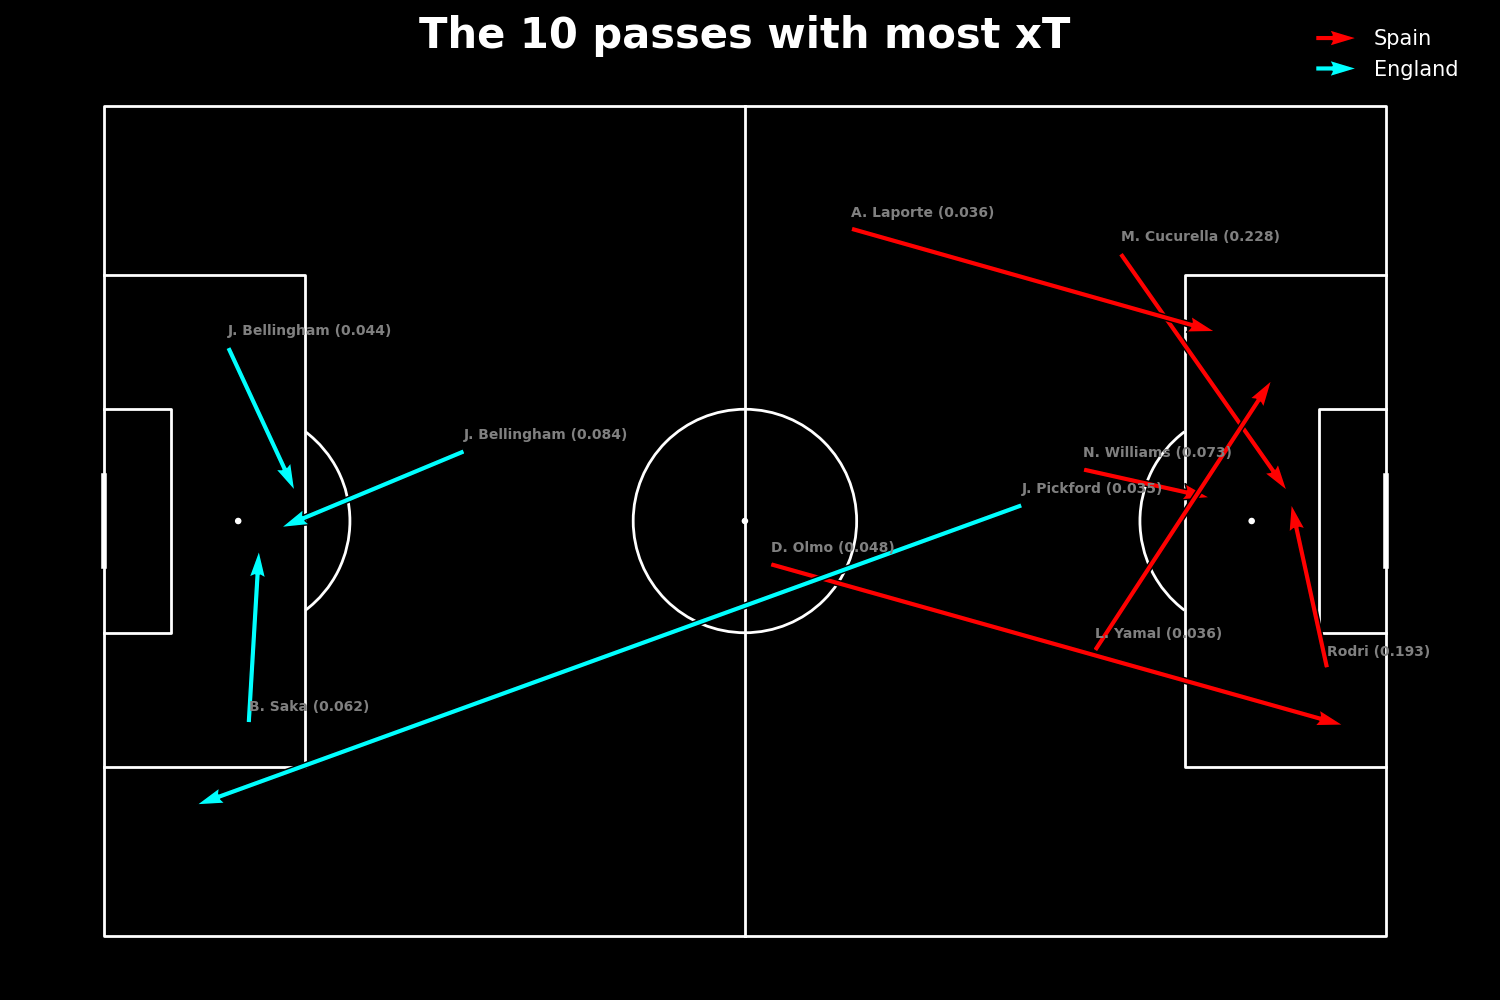 The 10 passes with most xT
Spain
England
A. Laporte (0.036)
M. Cucurella (0.228)
J. Bellingham (0.044)
J. Bellingham (0.084)
N. Williams (0.073)
J. Pickford (0.035)
D. Olmo (0.048)
L. Yamal (0.036)
Rodri (0.193)
B. Saka (0.062)